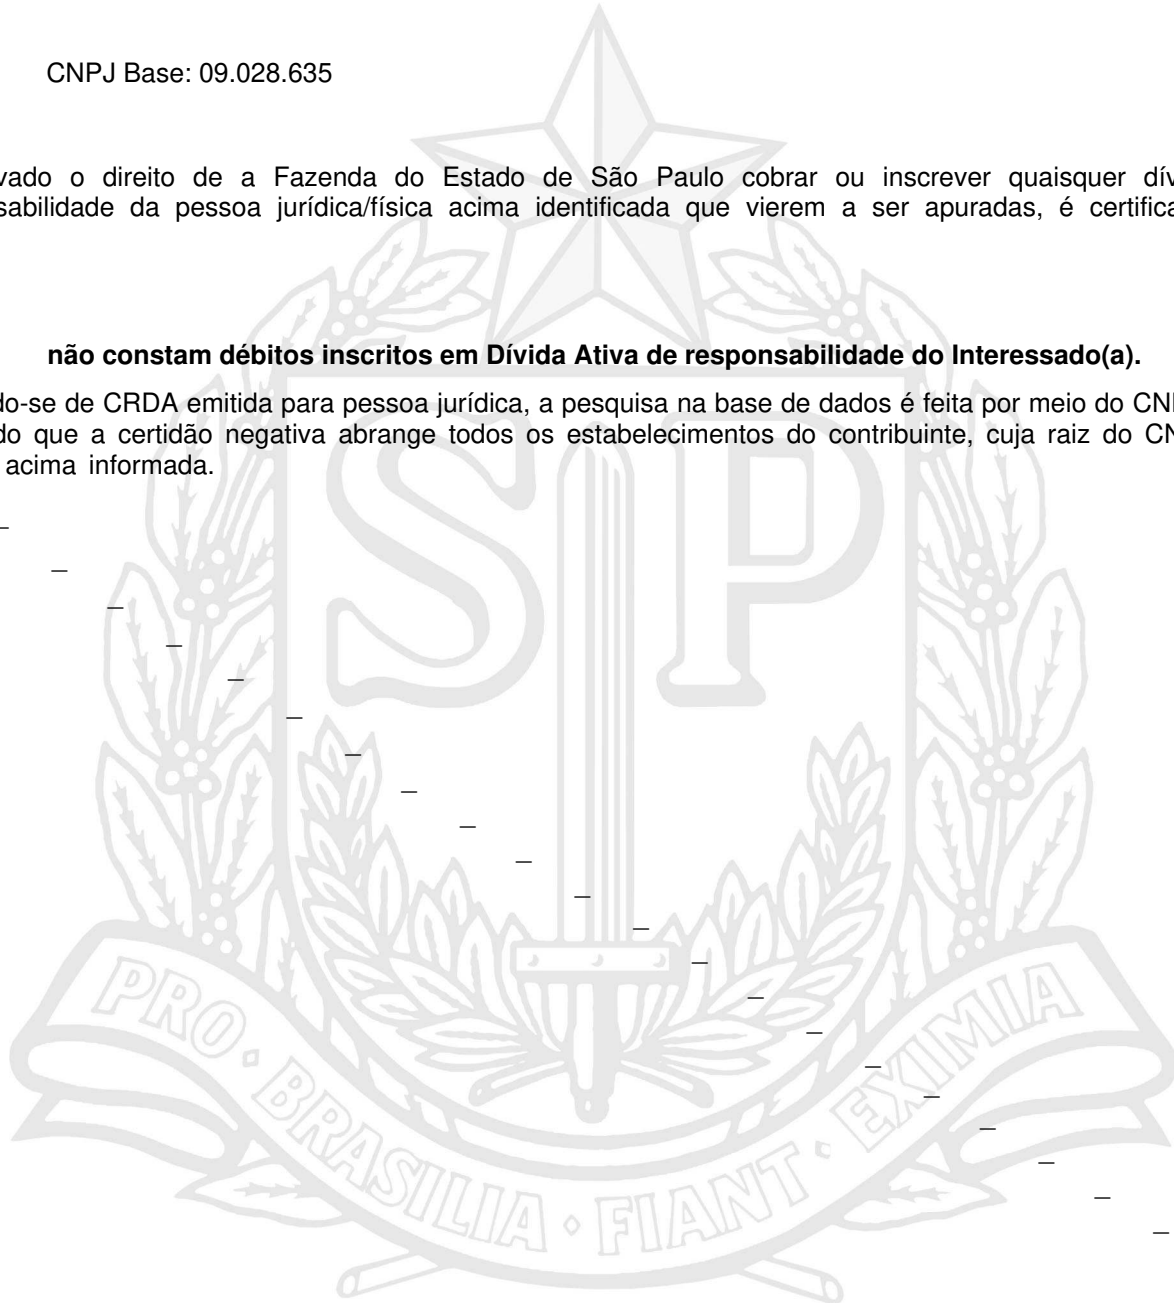 CNPJ Base: 09.028.635
vado o direito de a Fazenda do Estado de São Paulo cobrar ou inscrever quaisquer dív
sabilidade da pessoa jurídica/física acima identificada que vierem a ser apuradas, é certifica
não constam débitos inscritos em Dívida Ativa de responsabilidade do Interessado(a).
do-se de CRDA emitida para pessoa jurídica, a pesquisa na base de dados é feita por meio do CN
do que a certidão negativa abrange todos os estabelecimentos do contribuinte, cuja raiz do CN
acima informada.
SP
PRO · BRASILIA · FIANT · EXIMIA